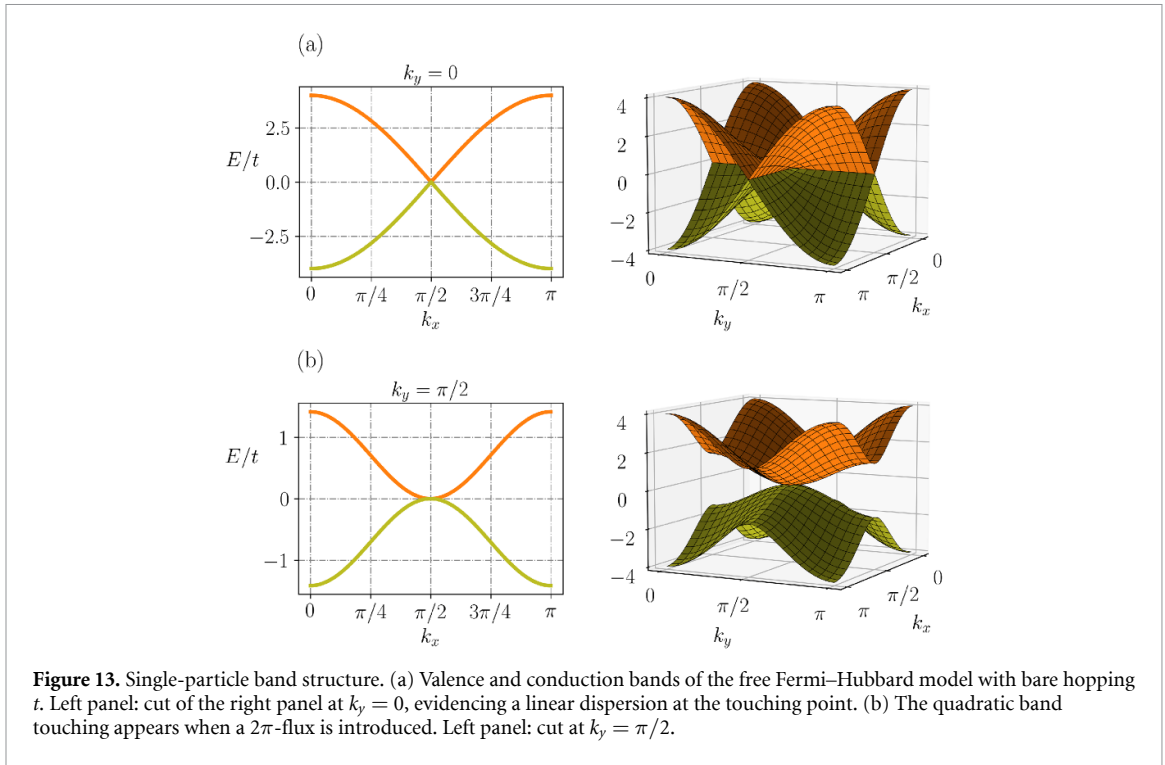 (a)
k_y = 0
2.5
E/t
0.0
−2.5
0 π/4 π/2 3π/4 π
k_x
4
2
0
−2
−4
0
π/2
π
k_y
π
π/2
0
k_x
(b)
k_y = π/2
1
E/t
0
−1
0 π/4 π/2 3π/4 π
k_x
4
2
0
−2
−4
0
π/2
π
k_y
π
π/2
0
k_x
Figure 13. Single-particle band structure. (a) Valence and conduction bands of the free Fermi–Hubbard model with bare hopping
t. Left panel: cut of the right panel at k_y = 0, evidencing a linear dispersion at the touching point. (b) The quadratic band
touching appears when a 2π-flux is introduced. Left panel: cut at k_y = π/2.